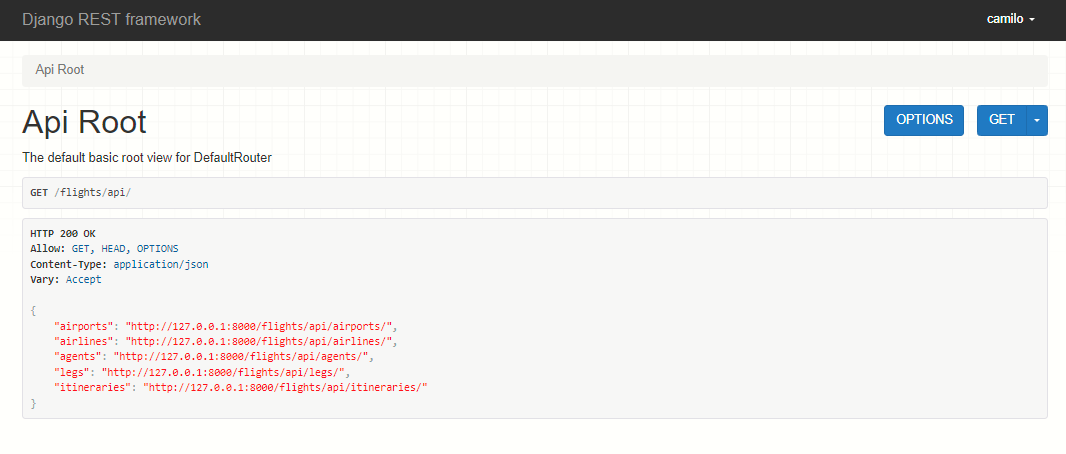 Django REST framework
camilo
Api Root
Api Root
OPTIONS
GET
The default basic root view for DefaultRouter
GET /flights/api/
HTTP 200 OK
Allow: GET, HEAD, OPTIONS
Content-Type: application/json
Vary: Accept
{
    "airports": "http://127.0.0.1:8000/flights/api/airports/",
    "airlines": "http://127.0.0.1:8000/flights/api/airlines/",
    "agents": "http://127.0.0.1:8000/flights/api/agents/",
    "legs": "http://127.0.0.1:8000/flights/api/legs/",
    "itineraries": "http://127.0.0.1:8000/flights/api/itineraries/"
}